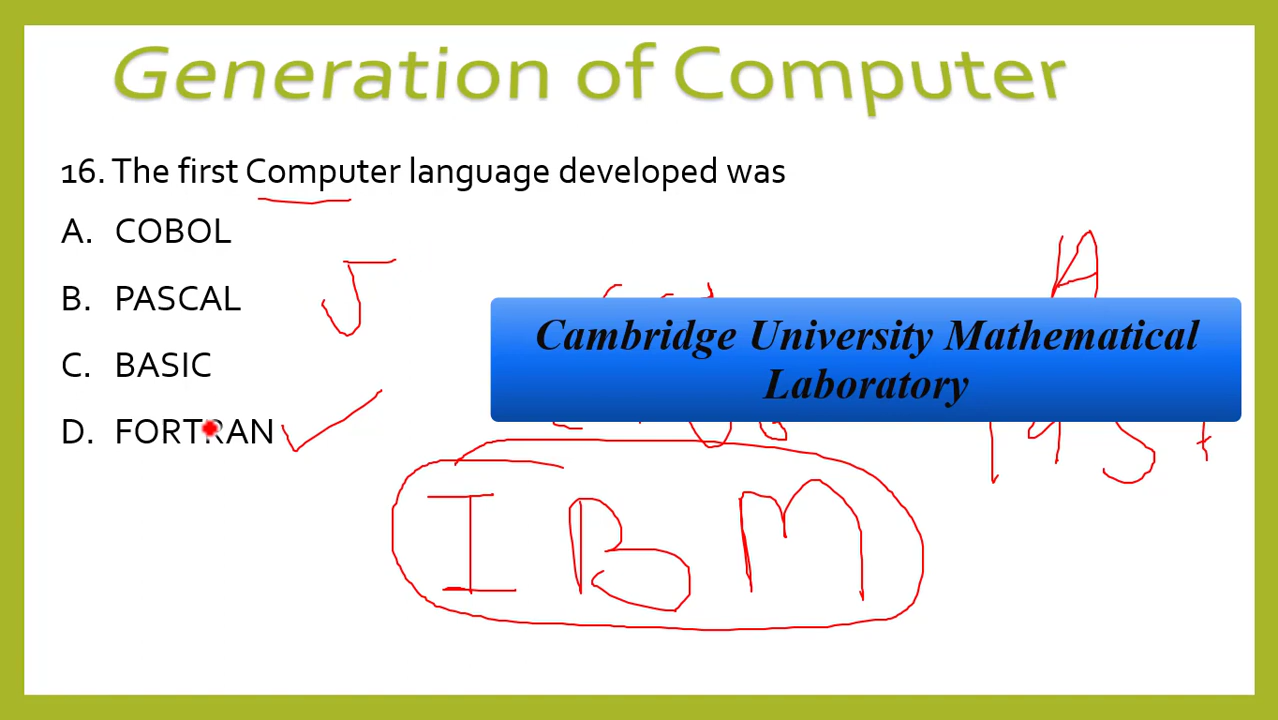 Generation of Computer
16. The first Computer language developed was
A. COBOL
B. PASCAL
C. BASIC
D. FORTRAN
Cambridge University Mathematical
Laboratory
IBM